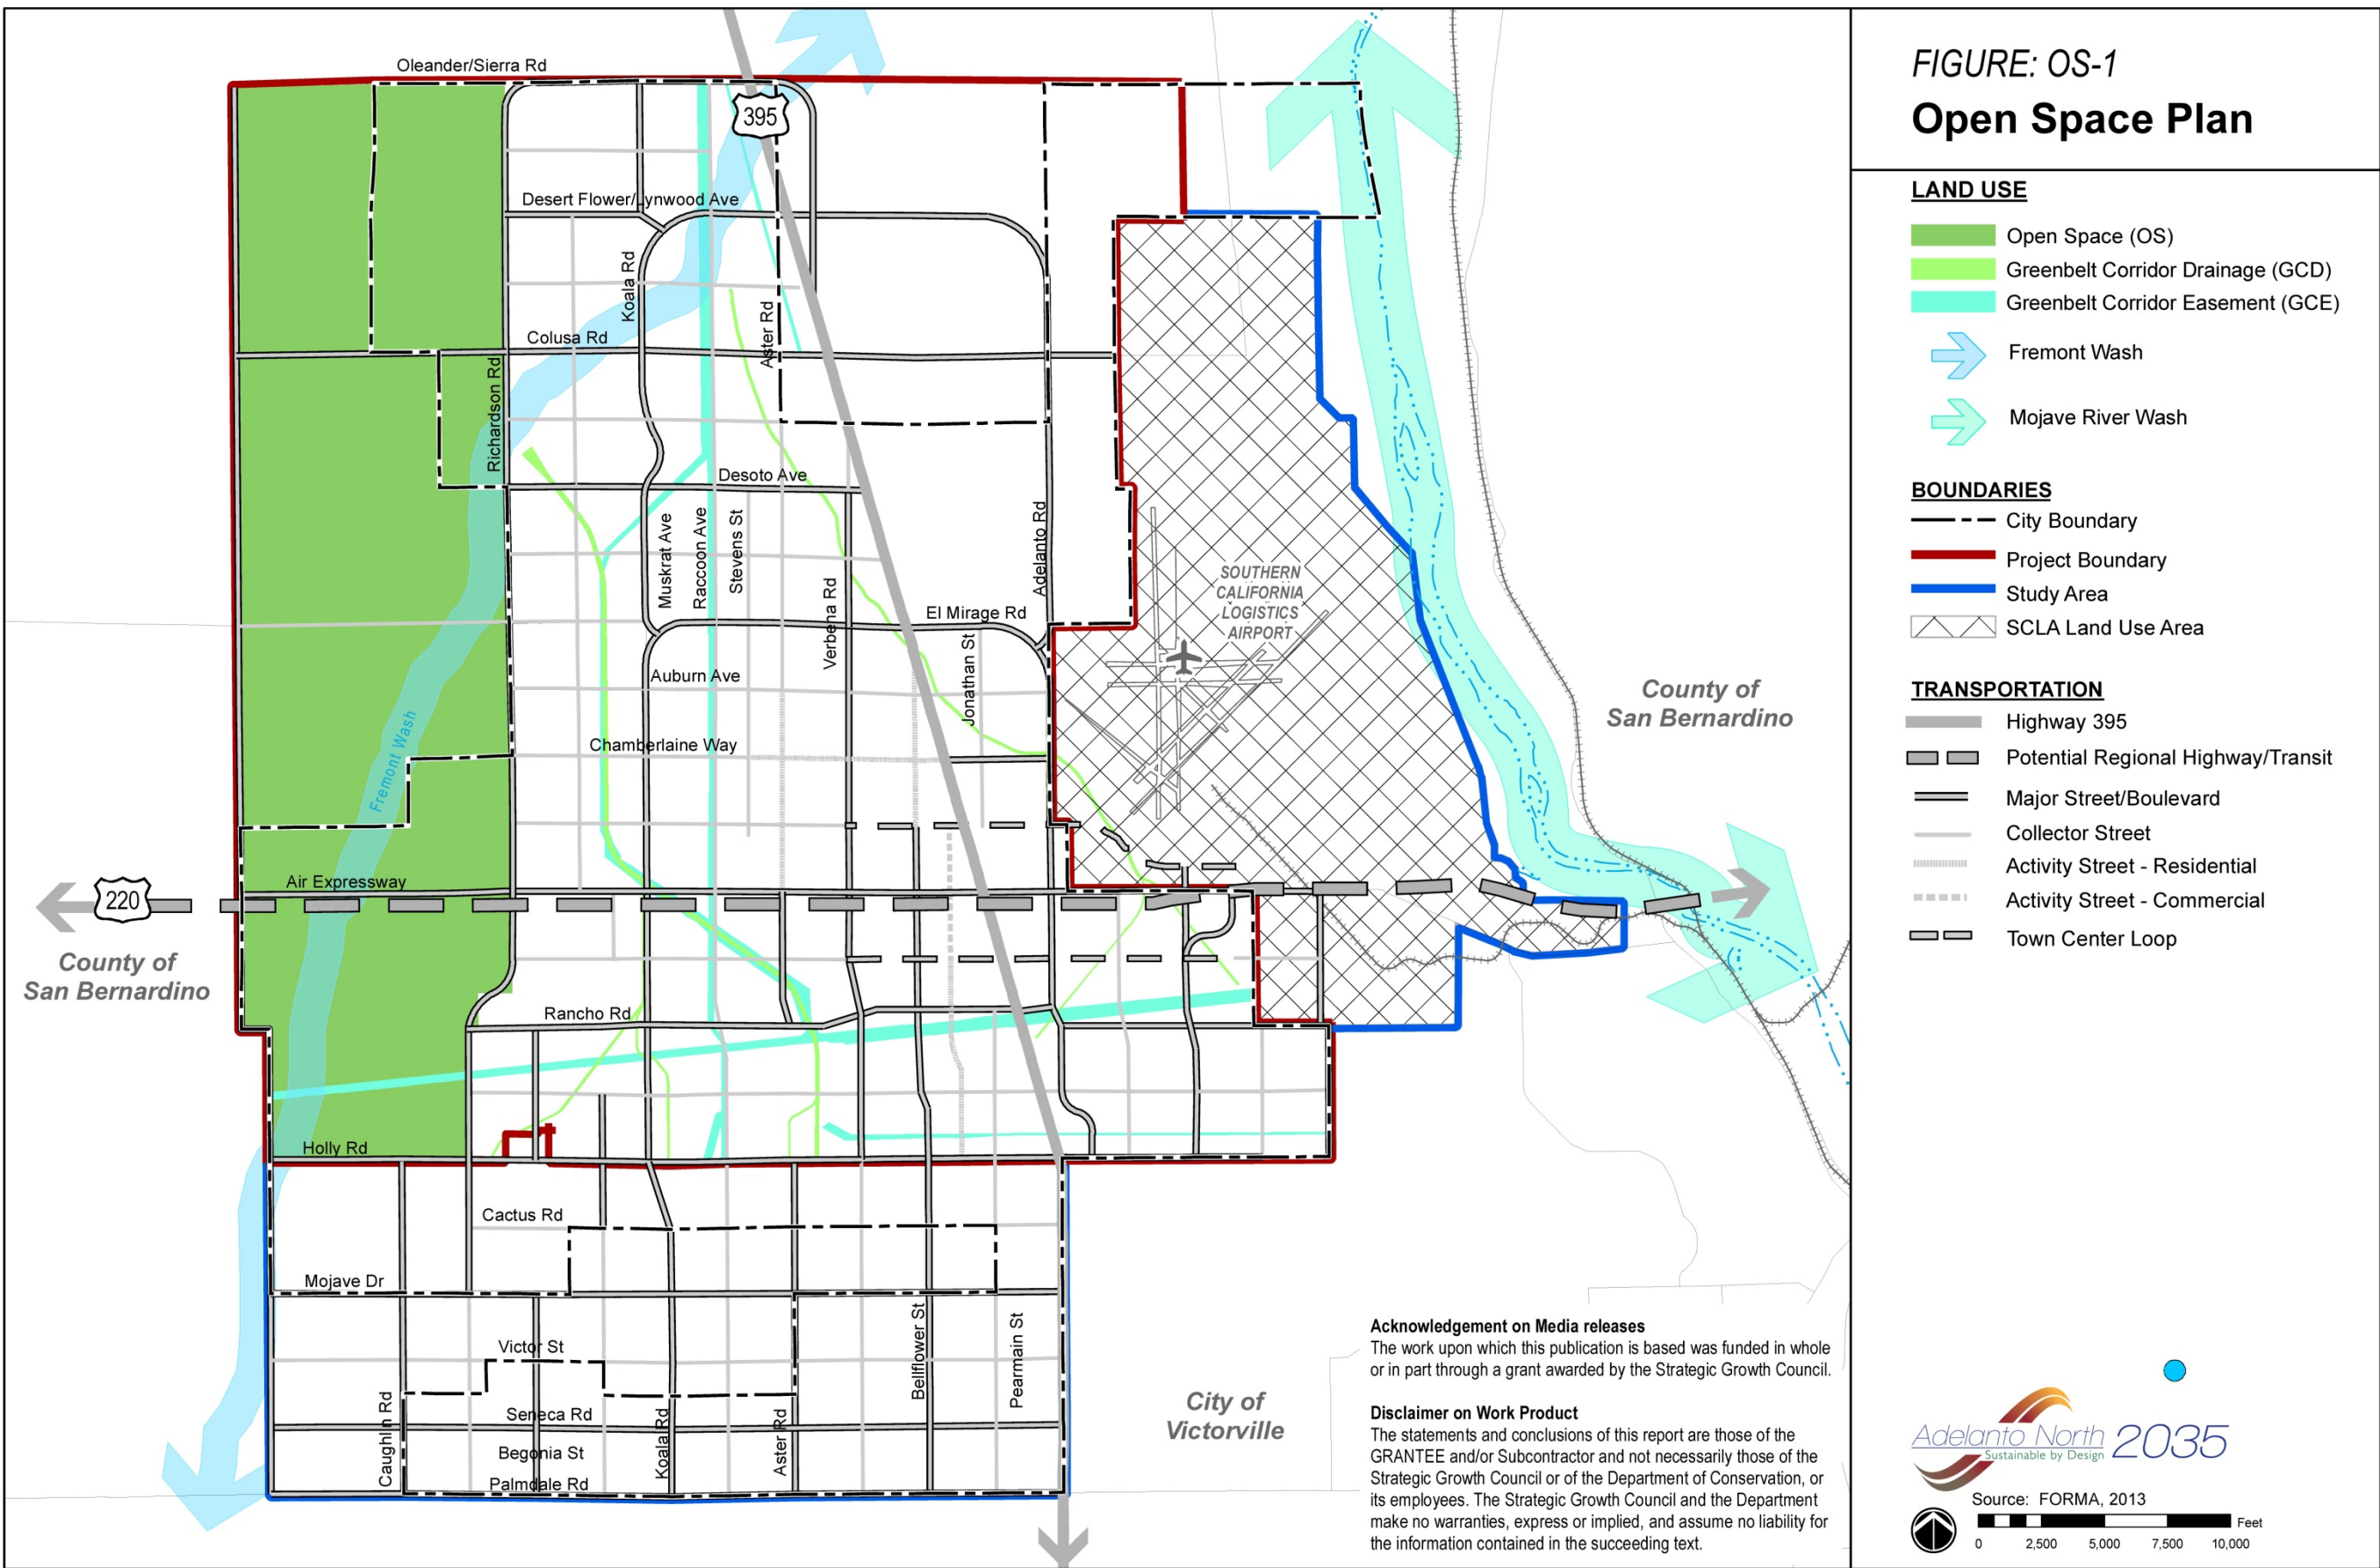 FIGURE: OS-1
Open Space Plan
LAND USE
Open Space (OS)
Greenbelt Corridor Drainage (GCD)
Greenbelt Corridor Easement (GCE)
Fremont Wash
Mojave River Wash
BOUNDARIES
City Boundary
Project Boundary
Study Area
SCLA Land Use Area
TRANSPORTATION
Highway 395
Potential Regional Highway/Transit
Major Street/Boulevard
Collector Street
Activity Street - Residential
Activity Street - Commercial
Town Center Loop
Oleander/Sierra Rd
395
Desert Flower/Lynwood Ave
Koala Rd
Aster Rd
Colusa Rd
Richardson Rd
Desoto Ave
Muskrat Ave
Raccoon Ave
Stevens St
Adelanto Rd
Verbena Rd
El Mirage Rd
Jonathan St
SOUTHERN
CALIFORNIA
LOGISTICS
AIRPORT
Auburn Ave
Chamberlaine Way
Fremont Wash
County of
San Bernardino
Air Expressway
220
County of
San Bernardino
Rancho Rd
Holly Rd
Cactus Rd
Mojave Dr
Victor St
Bellflower St
Pearmain St
Caughlin Rd
Seneca Rd
Koala Rd
Aster Rd
Begonia St
Palmdale Rd
City of
Victorville
Acknowledgement on Media releases
The work upon which this publication is based was funded in whole
or in part through a grant awarded by the Strategic Growth Council.
Disclaimer on Work Product
The statements and conclusions of this report are those of the
GRANTEE and/or Subcontractor and not necessarily those of the
Strategic Growth Council or of the Department of Conservation, or
its employees. The Strategic Growth Council and the Department
make no warranties, express or implied, and assume no liability for
the information contained in the succeeding text.
Adelanto North 2035
Sustainable by Design
Source: FORMA, 2013
Feet
0 2,500 5,000 7,500 10,000